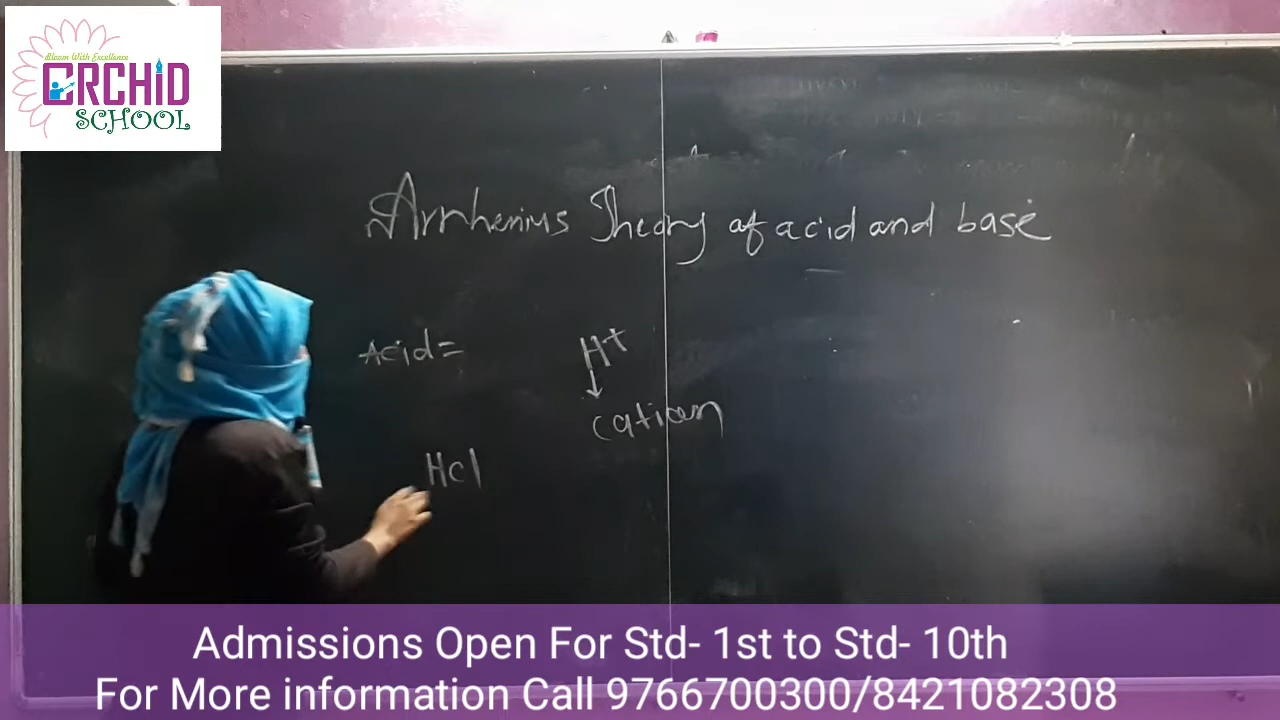 Bloom With Excellence
ORCHID
SCHOOL
Arrhenius Theory of acid and base
Acid=
H+
cation
Hcl
Admissions Open For Std- 1st to Std- 10th
For More information Call 9766700300/8421082308